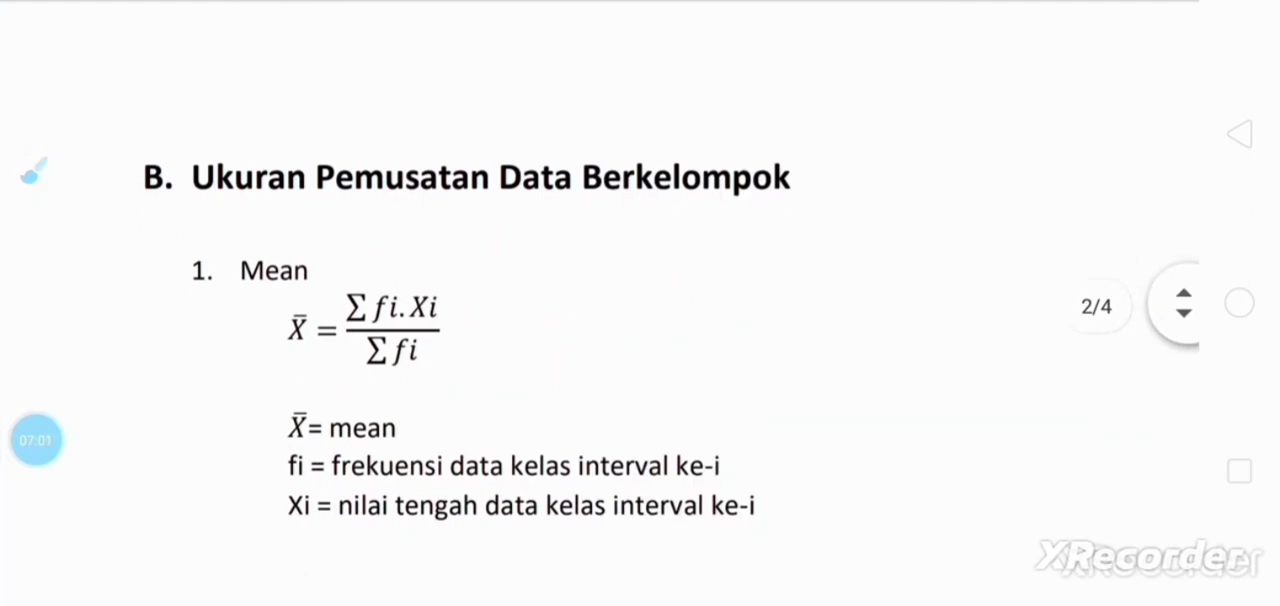 B. Ukuran Pemusatan Data Berkelompok
1. Mean
X̄ = ∑ fi. Xi / ∑ fi
2/4
X̄= mean
07:01
fi = frekuensi data kelas interval ke-i
Xi = nilai tengah data kelas interval ke-i
XRecorder